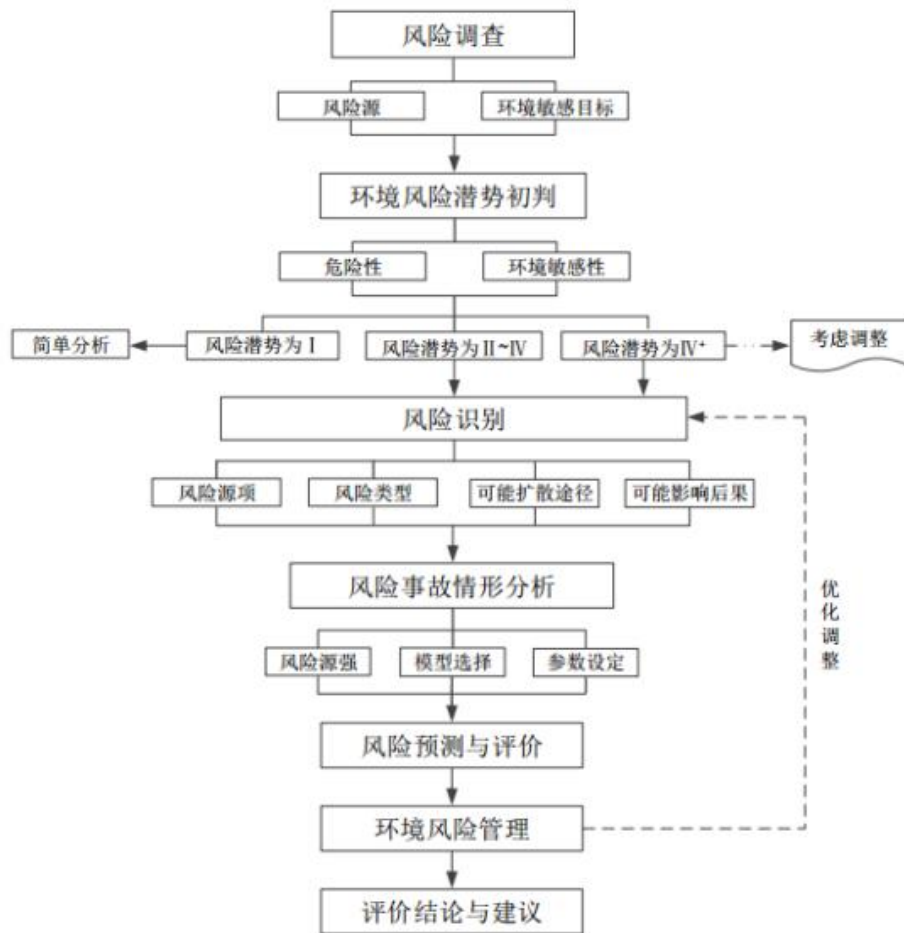 风险调查
风险源
环境敏感目标
环境风险潜势初判
危险性
环境敏感性
简单分析
风险潜势为Ⅰ
风险潜势为Ⅱ~Ⅳ
风险潜势为Ⅳ⁺
考虑调整
风险识别
风险源项
风险类型
可能扩散途径
可能影响后果
风险事故情形分析
优化调整
风险源强
模型选择
参数设定
风险预测与评价
环境风险管理
评价结论与建议